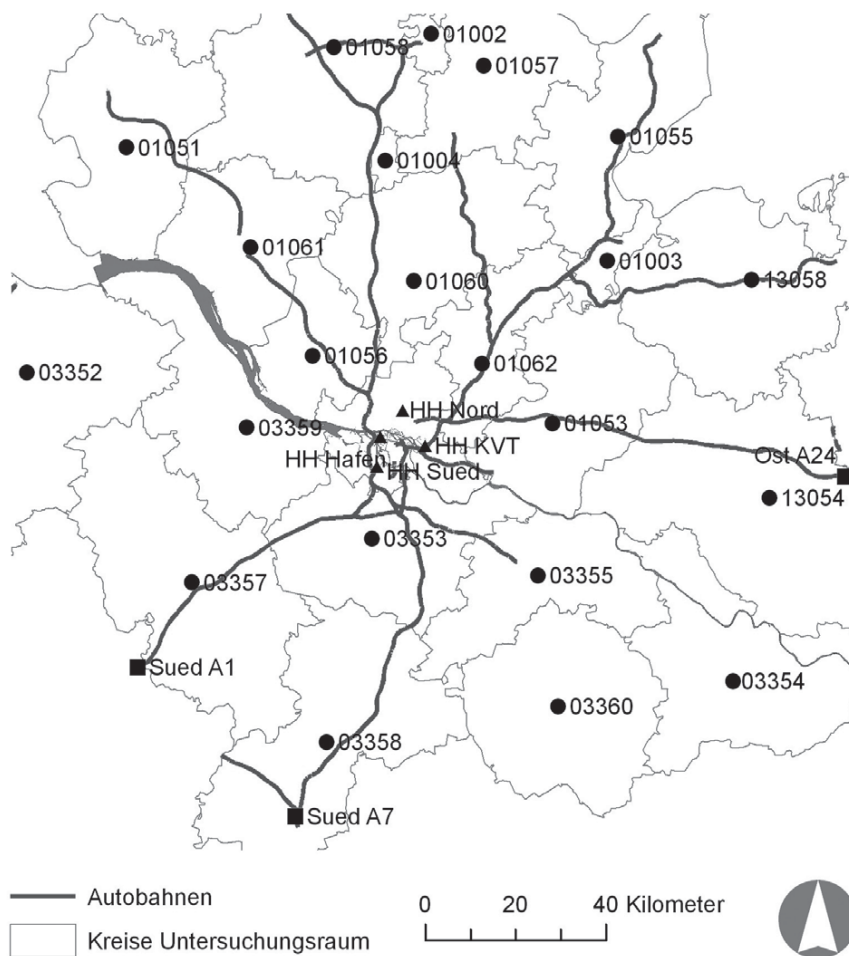 01002
01058
01057
01055
01051
01004
01061
01003
01060
13058
01056
01062
03352
HH Nord
01053
03359
HH KVT
HH Hafen
Ost A24
HH Sued
13054
03353
03355
03357
Sued A1
03354
03360
03358
Sued A7
Autobahnen
0 20 40 Kilometer
Kreise Untersuchungsraum